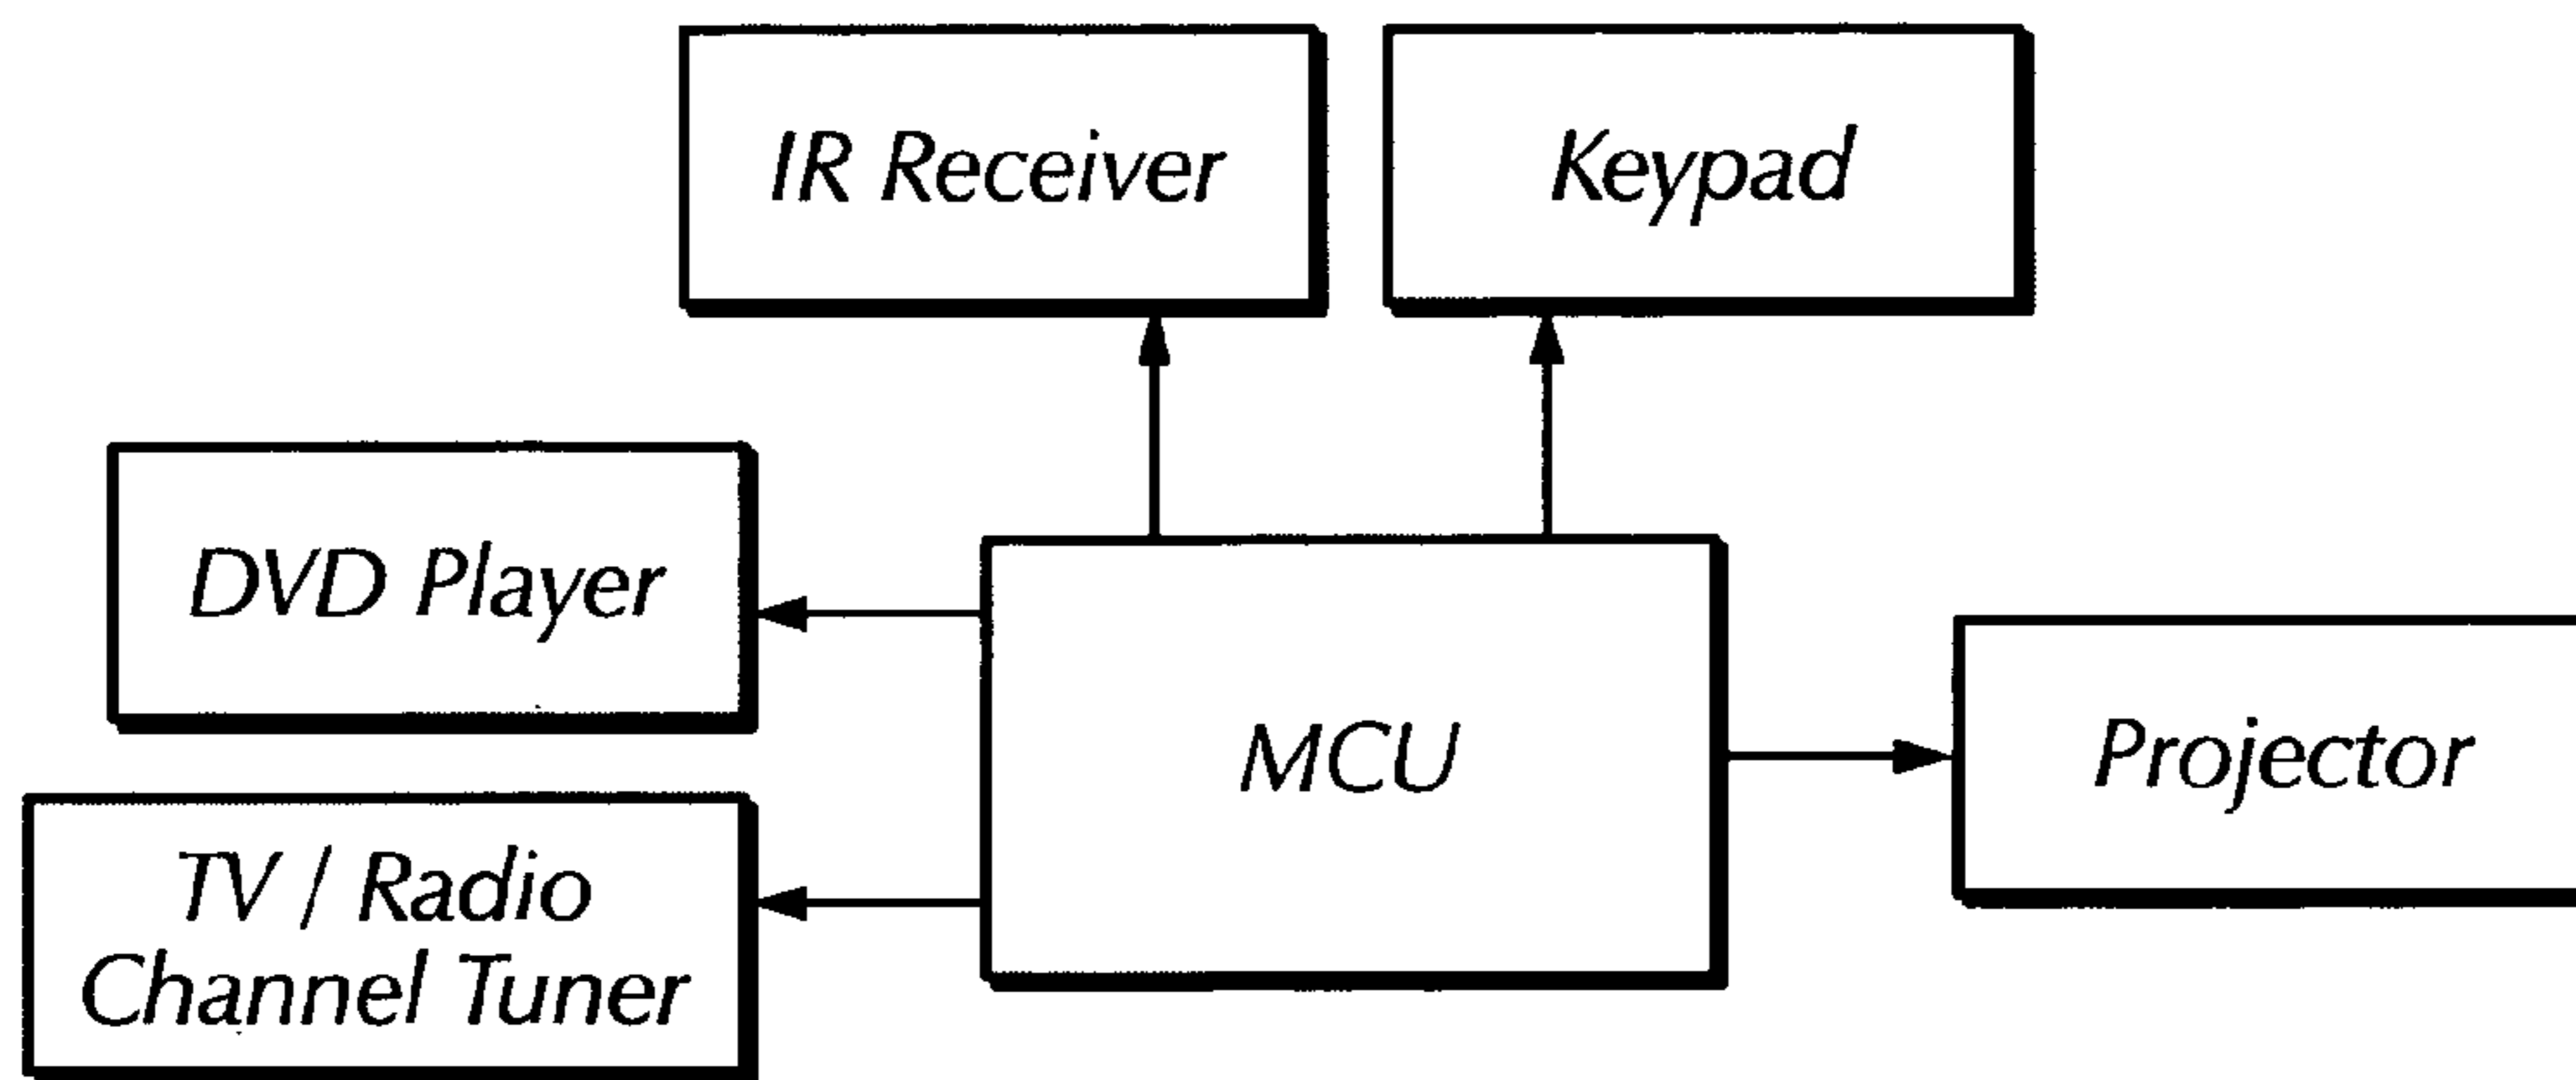 IR Receiver
Keypad
DVD Player
MCU
Projector
TV / Radio
Channel Tuner